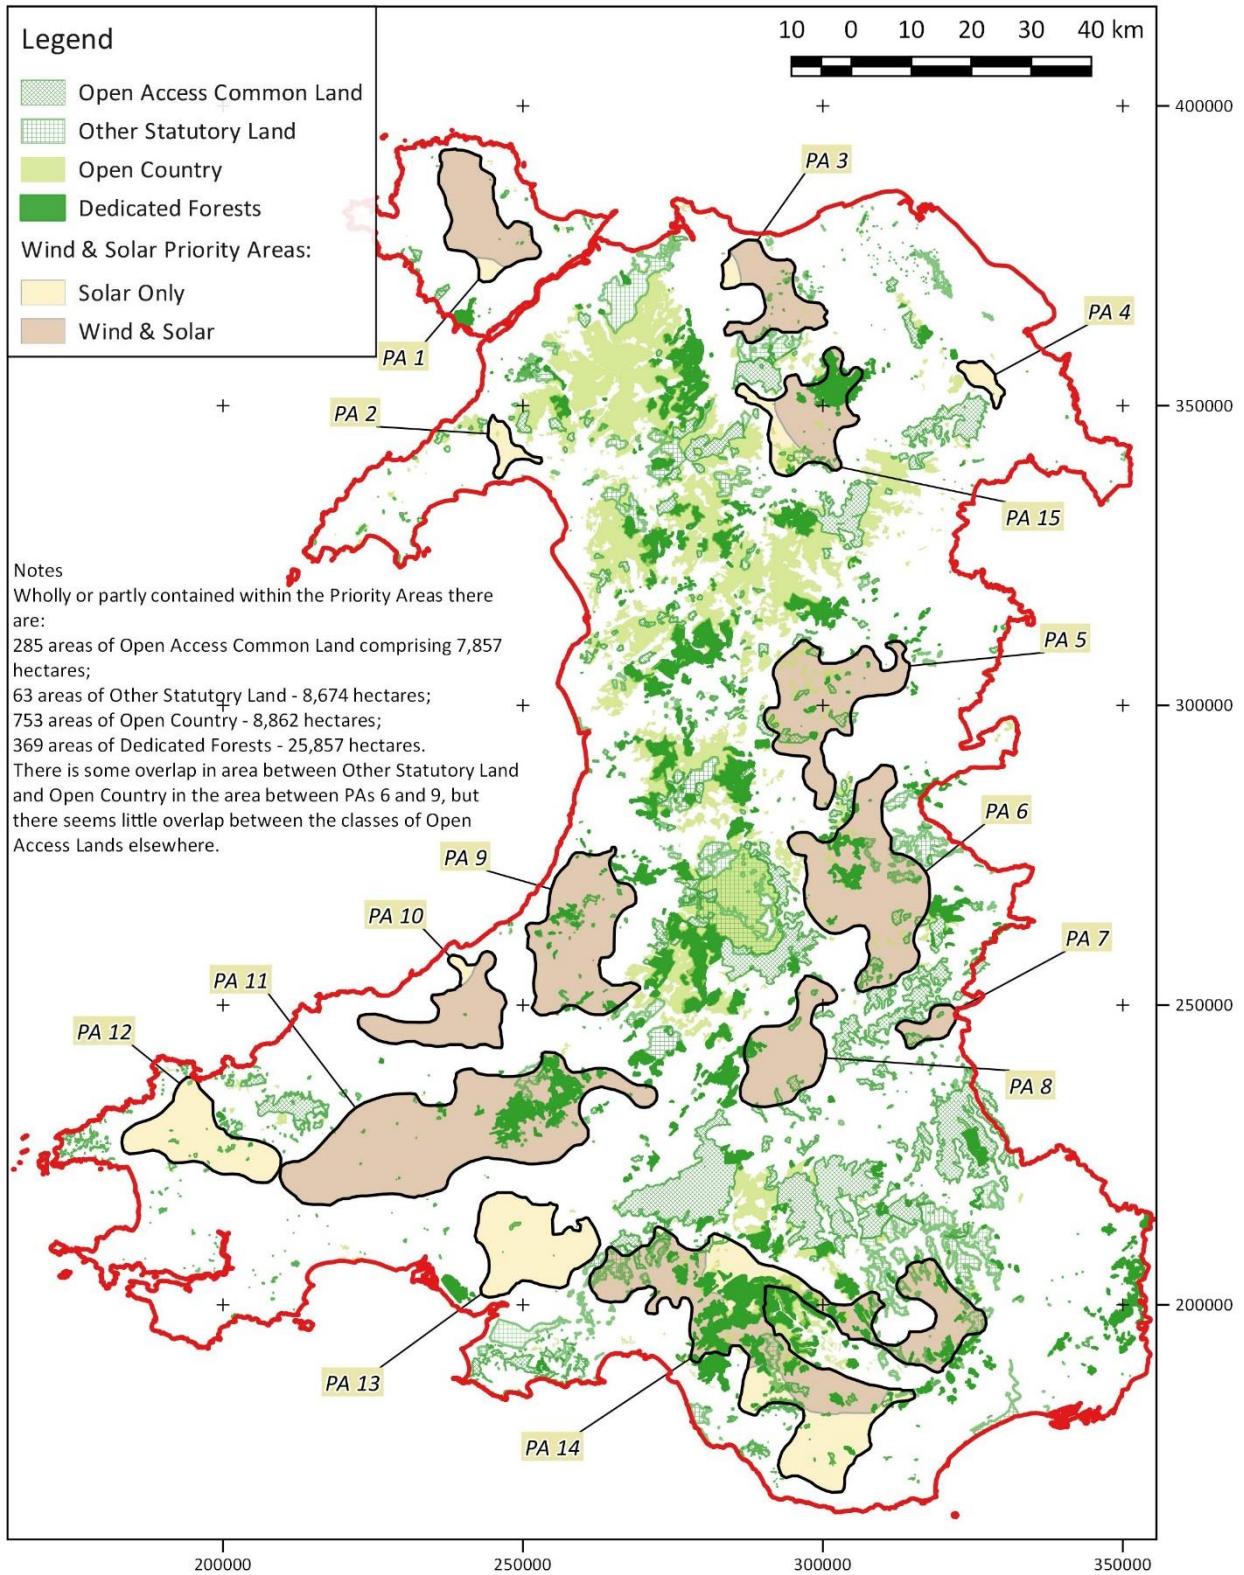 Legend
Open Access Common Land
Other Statutory Land
Open Country
Dedicated Forests
Wind & Solar Priority Areas:
Solar Only
Wind & Solar
10 0 10 20 30 40 km
400000
PA 3
PA 4
PA 1
PA 2
350000
PA 15
Notes
Wholly or partly contained within the Priority Areas there
are:
285 areas of Open Access Common Land comprising 7,857
hectares;
63 areas of Other Statutory Land - 8,674 hectares;
753 areas of Open Country - 8,862 hectares;
369 areas of Dedicated Forests - 25,857 hectares.
There is some overlap in area between Other Statutory Land
and Open Country in the area between PAs 6 and 9, but
there seems little overlap between the classes of Open
Access Lands elsewhere.
PA 5
300000
PA 6
PA 9
PA 10
PA 7
PA 11
250000
PA 12
PA 8
200000
PA 13
PA 14
200000 250000 300000 350000